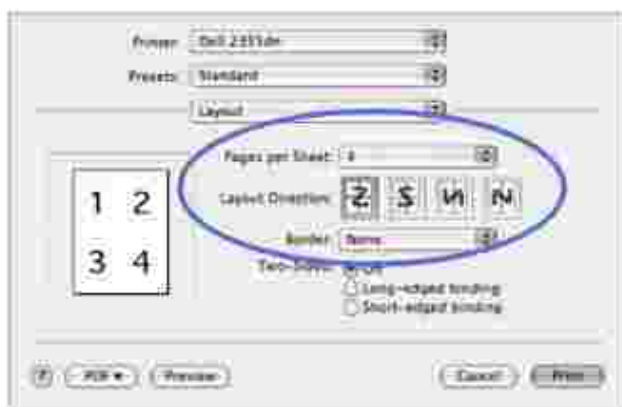 Printer: Dell 2335dn
Presets: Standard
Layout
Pages per Sheet: 4
Layout Direction:
Border: None
Two-Sided: Off
Long-edged binding
Short-edged binding
1 2
3 4
? PDF Preview Cancel Print